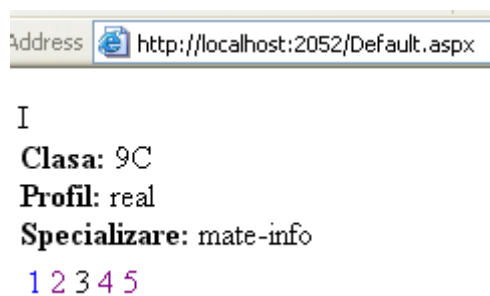 Address http://localhost:2052/Default.aspx
Clasa: 9C
Profil: real
Specializare: mate-info
1 2 3 4 5